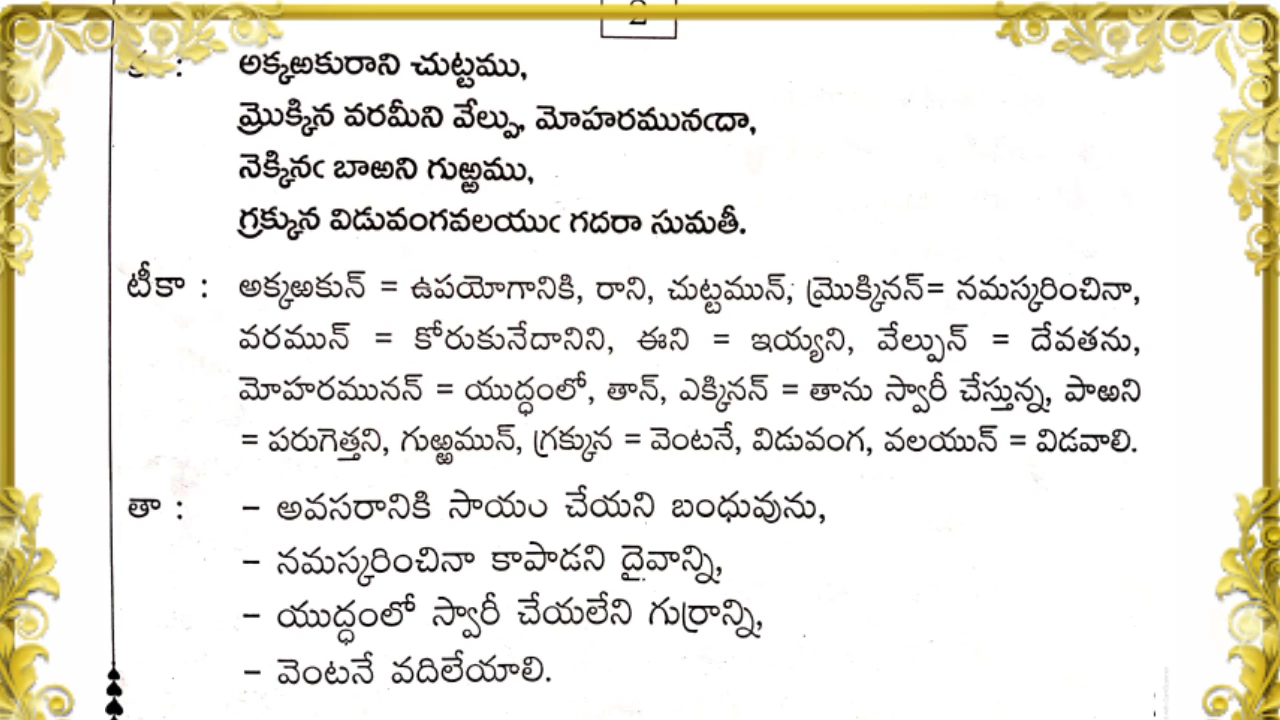 2
క : అక్కఱకురాని చుట్టము,
మ్రొక్కిన వరమీని వేల్పు, మోహరమునఁదా,
నెక్కినఁ బాఱని గుఱ్ఱము,
గ్రక్కున విడువంగవలయుఁ గదరా సుమతీ.
టీకా : అక్కఱకున్ = ఉపయోగానికి, రాని, చుట్టమున్, మ్రొక్కినన్= నమస్కరించినా,
వరమున్ = కోరుకునేదానిని, ఈని = ఇయ్యని, వేల్పున్ = దేవతను,
మోహరమునన్ = యుద్ధంలో, తాన్, ఎక్కినన్ = తాను స్వారీ చేస్తున్న, పాఱని
= పరుగెత్తని, గుఱ్ఱమున్, గ్రక్కున = వెంటనే, విడువంగ, వలయున్ = విడవాలి.
తా : – అవసరానికి సాయం చేయని బంధువును,
– నమస్కరించినా కాపాడని దైవాన్ని,
– యుద్ధంలో స్వారీ చేయలేని గుర్రాన్ని,
– వెంటనే వదిలేయాలి.